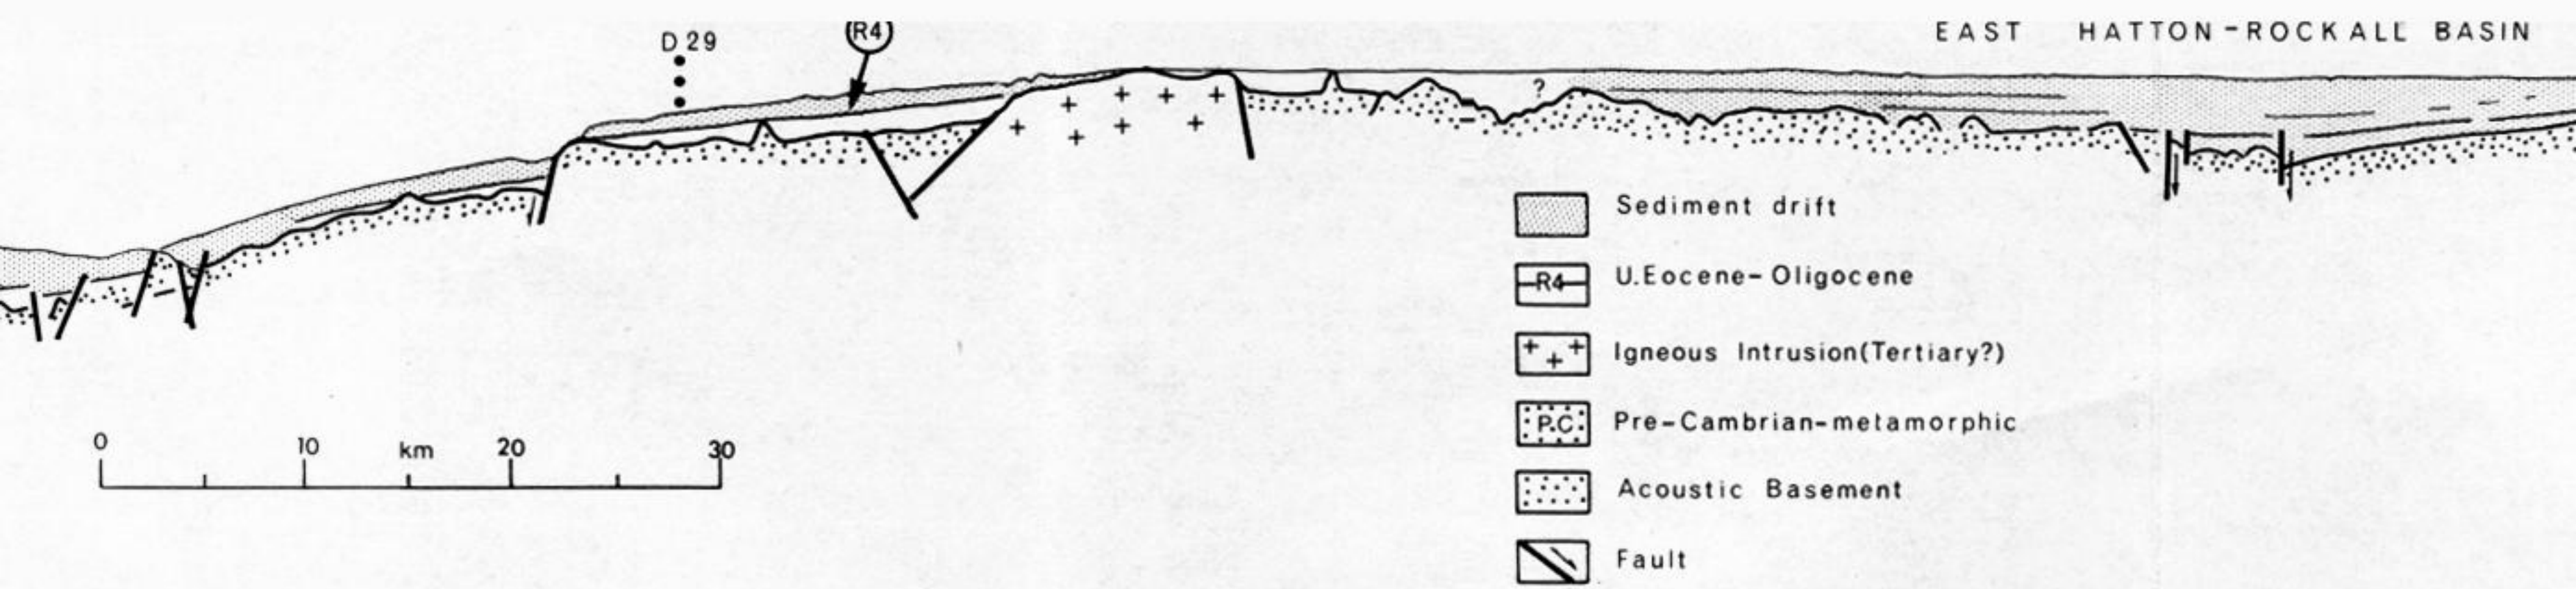 D 29
R4
EAST HATTON-ROCKALL BASIN
?
Sediment drift
R4 U.Eocene-Oligocene
Igneous Intrusion(Tertiary?)
P.C. Pre-Cambrian-metamorphic
Acoustic Basement
Fault
0 10 km 20 30